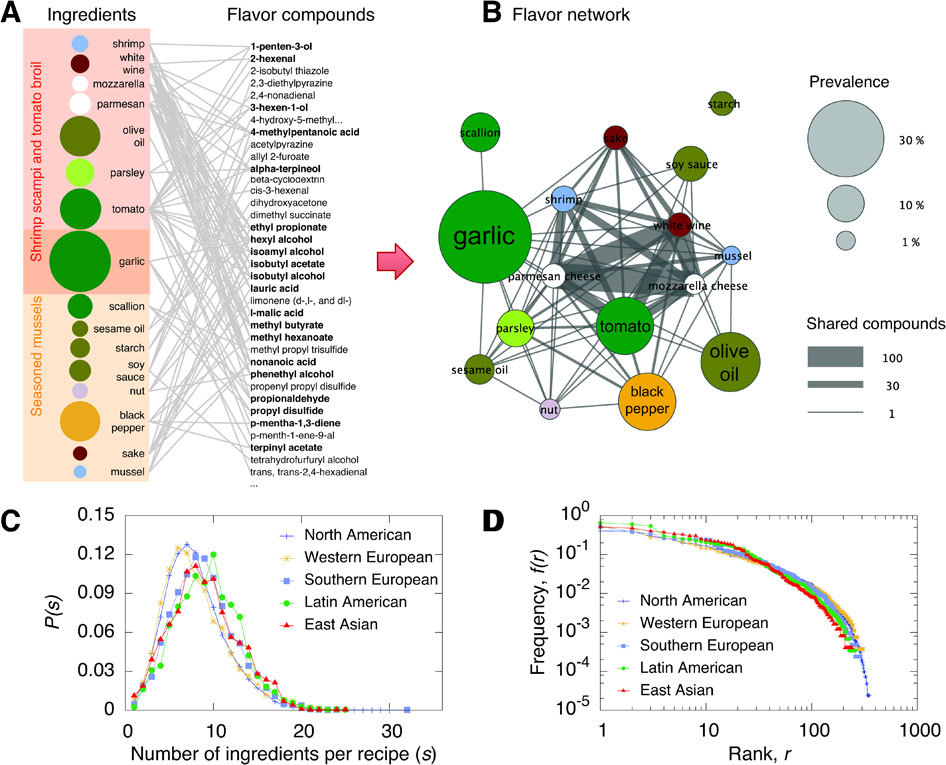 A
Ingredients
Flavor compounds
Shrimp scampi and tomato broil
Seasoned mussels
shrimp
white
wine
mozzarella
parmesan
olive
oil
parsley
tomato
garlic
scallion
sesame oil
starch
soy
sauce
nut
black
pepper
sake
mussel
1-penten-3-ol
2-hexenal
2-isobutyl thiazole
2,3-diethylpyrazine
2,4-nonadienal
3-hexen-1-ol
4-hydroxy-5-methyl...
4-methylpentanoic acid
acetylpyrazine
allyl 2-furoate
alpha-terpineol
beta-cyclodextrin
cis-3-hexenal
dihydroxyacetone
dimethyl succinate
ethyl propionate
hexyl alcohol
isoamyl alcohol
isobutyl acetate
isobutyl alcohol
lauric acid
limonene (d-,l-, and dl-)
l-malic acid
methyl butyrate
methyl hexanoate
methyl propyl trisulfide
nonanoic acid
phenethyl alcohol
propenyl propyl disulfide
propionaldehyde
propyl disulfide
p-mentha-1,3-diene
p-menth-1-ene-9-al
terpinyl acetate
tetrahydrofurfuryl alcohol
trans, trans-2,4-hexadienal
...
B
Flavor network
scallion
garlic
sake
starch
soy sauce
shrimp
white wine
mussel
parmesan cheese
mozzarella cheese
parsley
tomato
sesame oil
olive
oil
nut
black
pepper
Prevalence
30 %
10 %
1 %
Shared compounds
100
30
1
C
P(s)
0.15
0.12
0.09
0.06
0.03
0
0 10 20 30
Number of ingredients per recipe (s)
North American
Western European
Southern European
Latin American
East Asian
D
Frequency, f(r)
10⁰
10⁻¹
10⁻²
10⁻³
10⁻⁴
10⁻⁵
1 10 100 1000
Rank, r
North American
Western European
Southern European
Latin American
East Asian